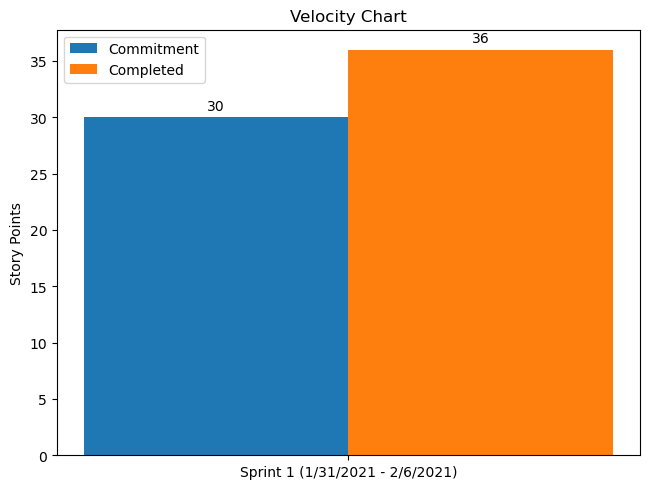 Velocity Chart
Commitment
Completed
36
30
Story Points
35
30
25
20
15
10
5
0
Sprint 1 (1/31/2021 - 2/6/2021)